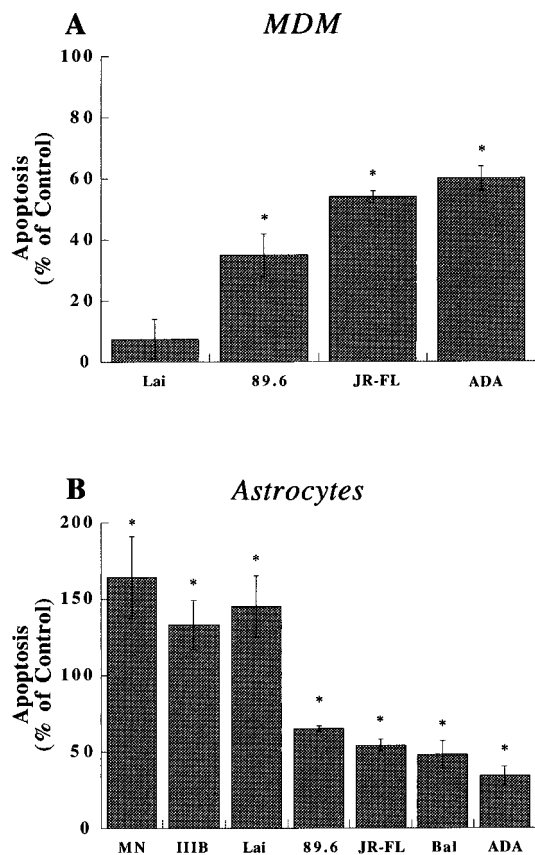 A MDM
Apoptosis
(% of Control)
100
80
60
40
20
0
*
*
*
Lai 89.6 JR-FL ADA
B Astrocytes
Apoptosis
(% of Control)
200
150
100
50
0
*
*
*
*
*
*
*
MN IIIB Lai 89.6 JR-FL Bal ADA